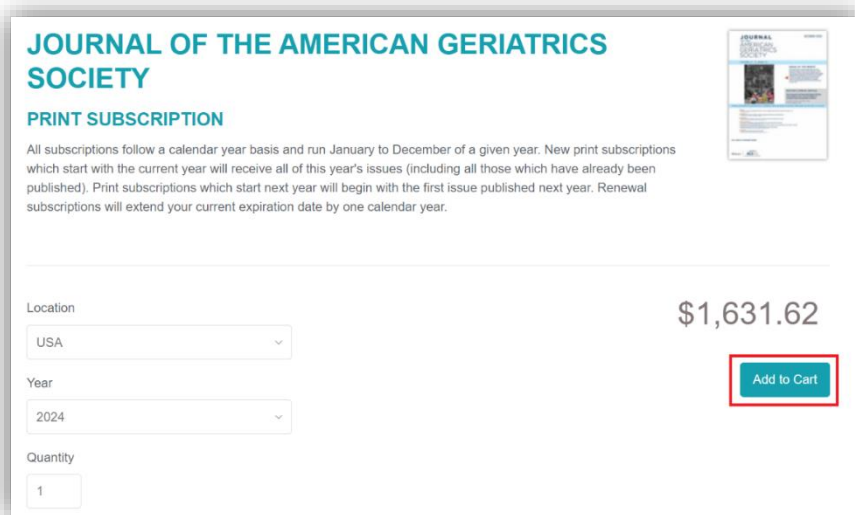 JOURNAL OF THE AMERICAN GERIATRICS
SOCIETY
PRINT SUBSCRIPTION
All subscriptions follow a calendar year basis and run January to December of a given year. New print subscriptions
which start with the current year will receive all of this year's issues (including all those which have already been
published). Print subscriptions which start next year will begin with the first issue published next year. Renewal
subscriptions will extend your current expiration date by one calendar year.
JOURNAL
AMERICAN
GERIATRICS
SOCIETY
Location
USA
$1,631.62
Year
Add to Cart
2024
Quantity
1